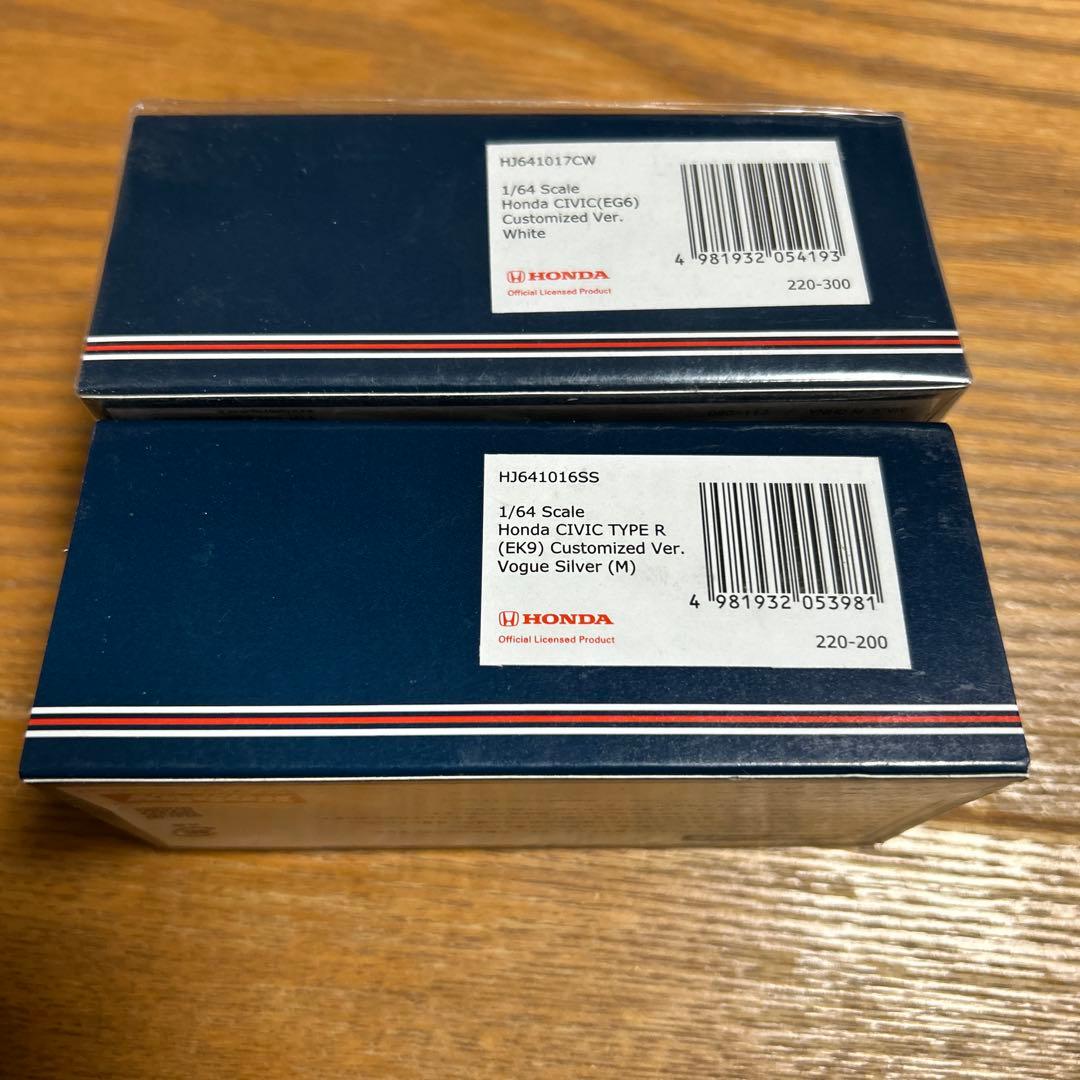 HJ641017CW
1/64 Scale
Honda CIVIC(EG6)
Customized Ver.
White
HONDA
Official Licensed Product
4 981932 054193
220-300
HJ641016SS
1/64 Scale
Honda CIVIC TYPE R
(EK9) Customized Ver.
Vogue Silver (M)
HONDA
Official Licensed Product
4 981932 053981
220-200